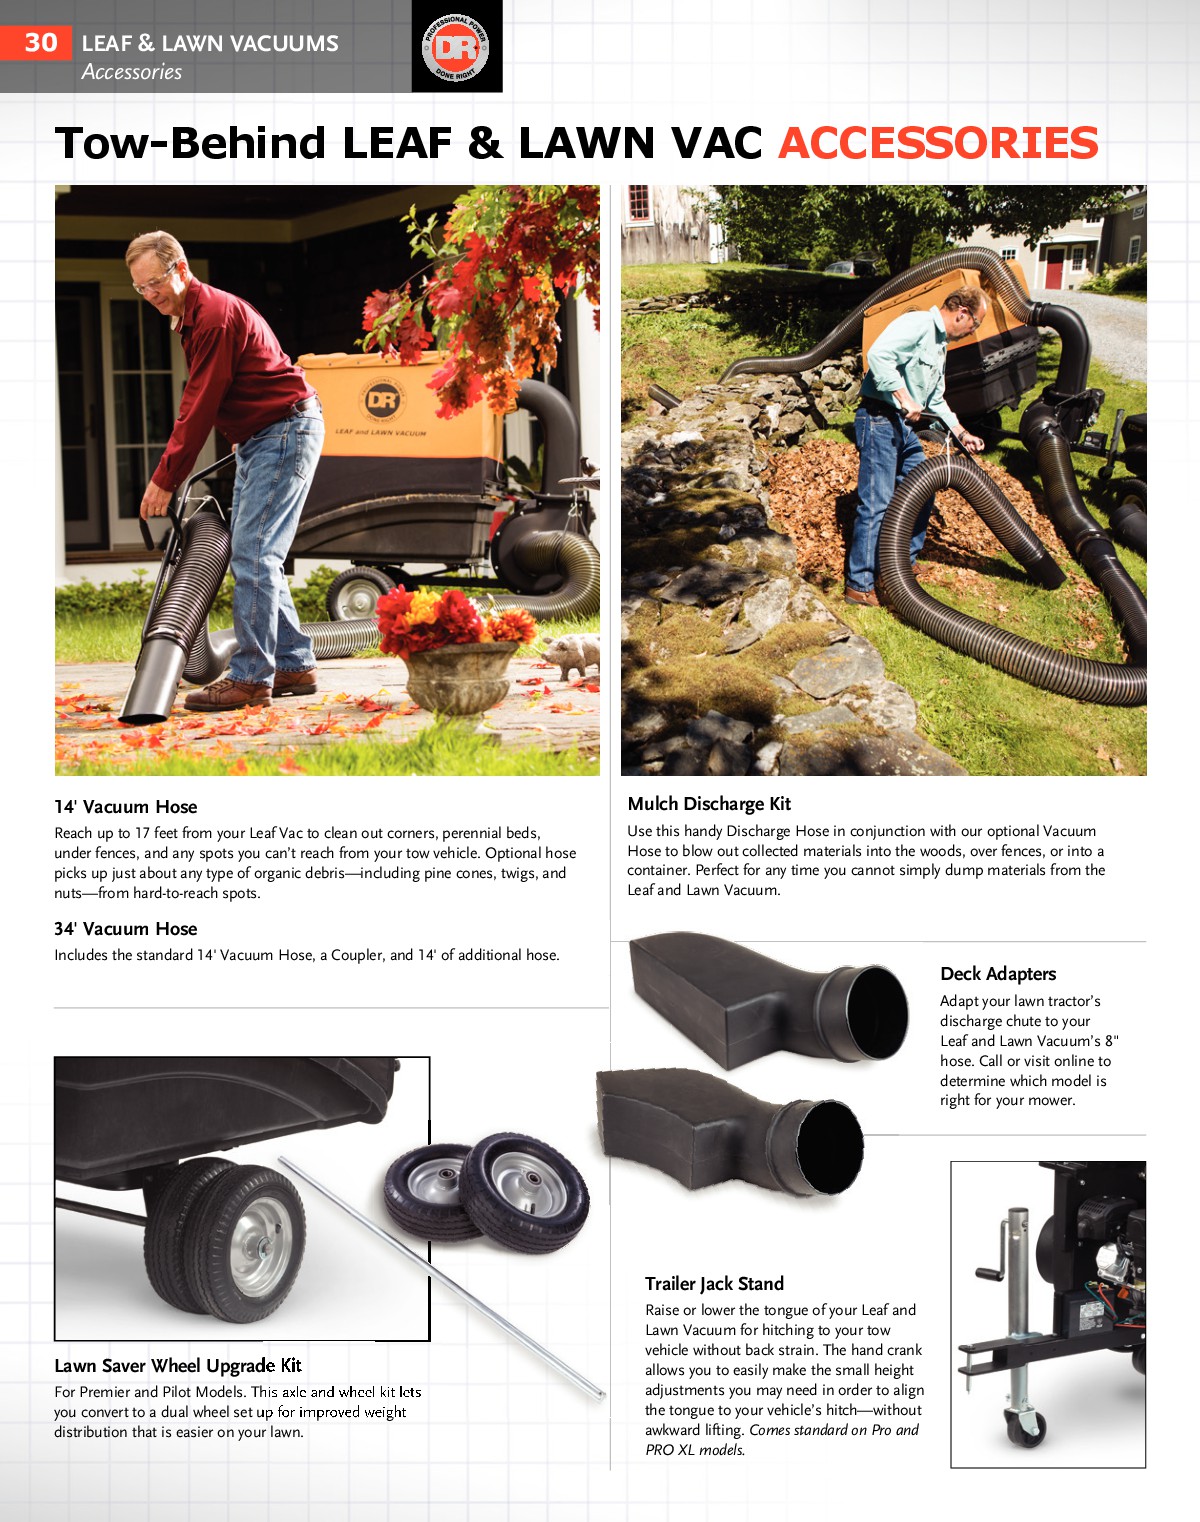 30 LEAF & LAWN VACUUMS
Accessories
PROFESSIONAL POWER
DR
DONE RIGHT
Tow-Behind LEAF & LAWN VAC ACCESSORIES
DR
LEAF and LAWN VACUUM
14' Vacuum Hose
Reach up to 17 feet from your Leaf Vac to clean out corners, perennial beds,
under fences, and any spots you can’t reach from your tow vehicle. Optional hose
picks up just about any type of organic debris—including pine cones, twigs, and
nuts—from hard-to-reach spots.
34' Vacuum Hose
Includes the standard 14' Vacuum Hose, a Coupler, and 14' of additional hose.
Mulch Discharge Kit
Use this handy Discharge Hose in conjunction with our optional Vacuum
Hose to blow out collected materials into the woods, over fences, or into a
container. Perfect for any time you cannot simply dump materials from the
Leaf and Lawn Vacuum.
Deck Adapters
Adapt your lawn tractor’s
discharge chute to your
Leaf and Lawn Vacuum’s 8"
hose. Call or visit online to
determine which model is
right for your mower.
Lawn Saver Wheel Upgrade Kit
For Premier and Pilot Models. This axle and wheel kit lets
you convert to a dual wheel set up for improved weight
distribution that is easier on your lawn.
Trailer Jack Stand
Raise or lower the tongue of your Leaf and
Lawn Vacuum for hitching to your tow
vehicle without back strain. The hand crank
allows you to easily make the small height
adjustments you may need in order to align
the tongue to your vehicle’s hitch—without
awkward lifting. Comes standard on Pro and
PRO XL models.